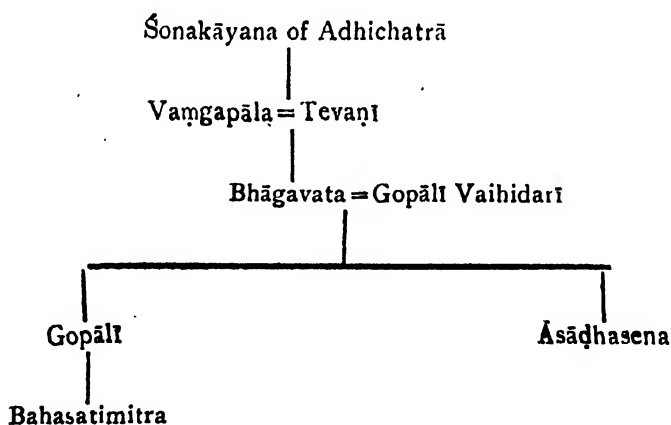 Śonakāyana of Adhichatrā
Vaṃgapāla = Tevaṇī
Bhāgavata = Gopālī Vaihidarī
Gopālī Āsāḍhasena
Bahasatimitra